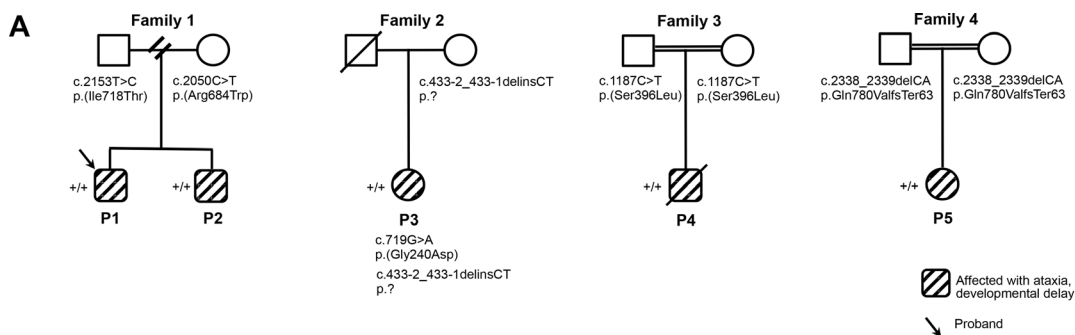 A
Family 1
c.2153T>C
p.(Ile718Thr)
c.2050C>T
p.(Arg684Trp)
+/+
P1
+/+
P2
Family 2
c.433-2_433-1delinsCT
p.?
+/+
P3
c.719G>A
p.(Gly240Asp)
c.433-2_433-1delinsCT
p.?
Family 3
c.1187C>T
p.(Ser396Leu)
c.1187C>T
p.(Ser396Leu)
+/+
P4
Family 4
c.2338_2339delCA
p.Gln780ValfsTer63
c.2338_2339delCA
p.Gln780ValfsTer63
+/+
P5
Affected with ataxia,
developmental delay
Proband